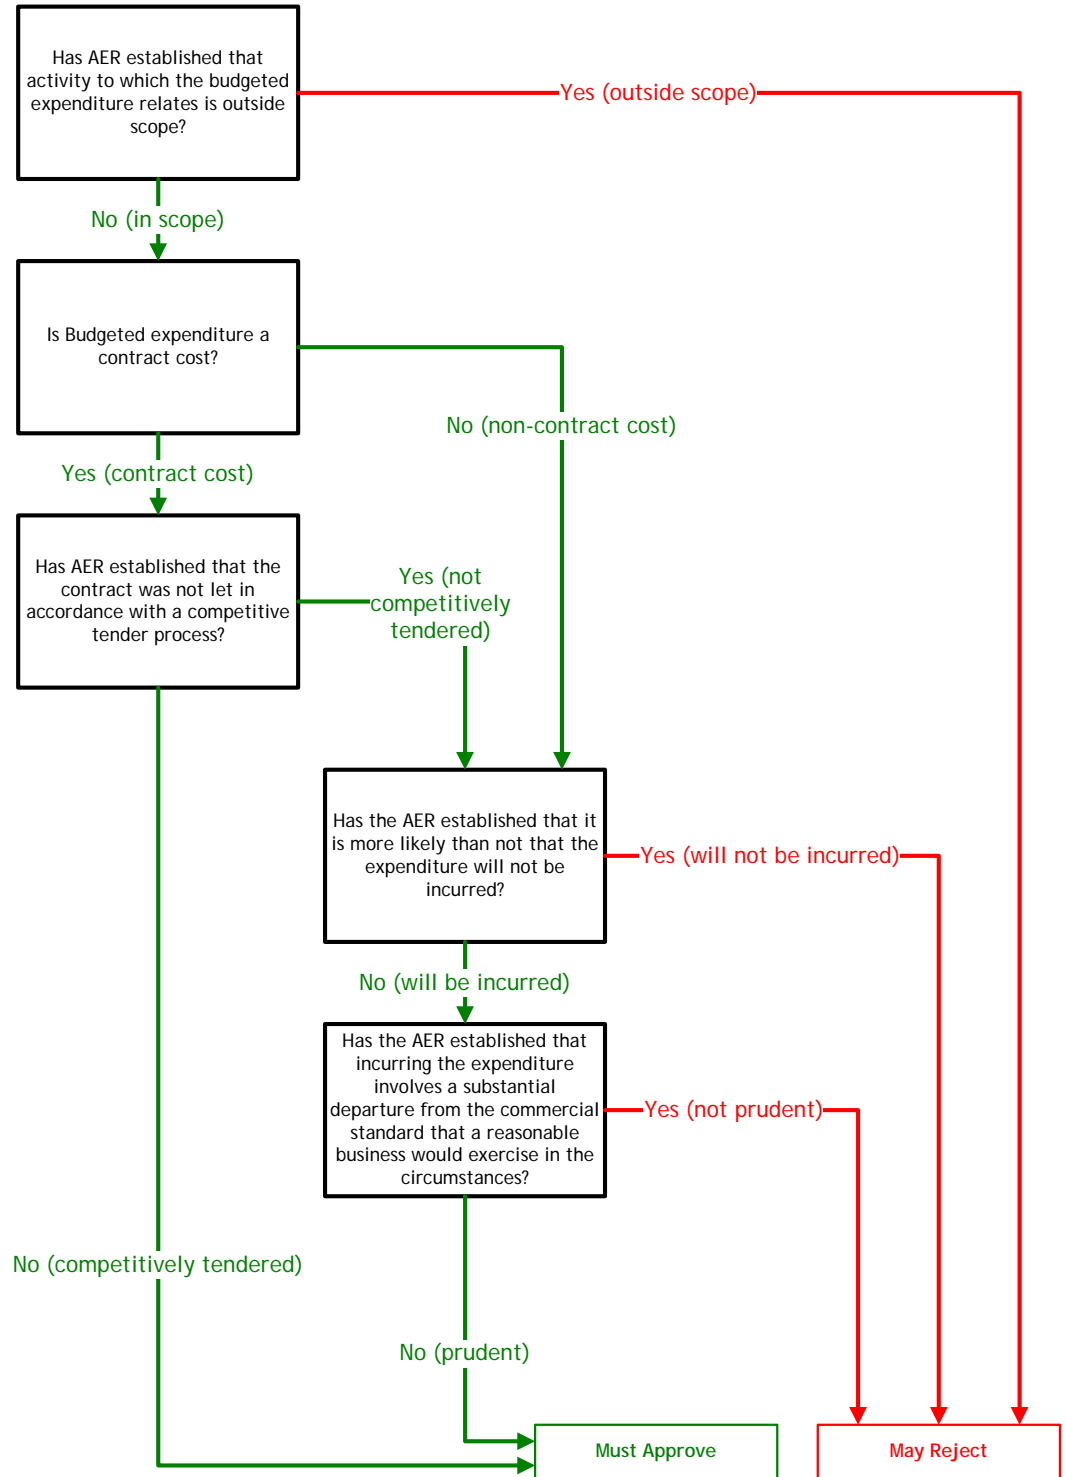 Has AER established that
activity to which the budgeted
expenditure relates is outside
scope?
Yes (outside scope)
No (in scope)
Is Budgeted expenditure a
contract cost?
No (non-contract cost)
Yes (contract cost)
Has AER established that the
contract was not let in
accordance with a competitive
tender process?
Yes (not
competitively
tendered)
Has the AER established that it
is more likely than not that the
expenditure will not be
incurred?
Yes (will not be incurred)
No (will be incurred)
Has the AER established that
incurring the expenditure
involves a substantial
departure from the commercial
standard that a reasonable
business would exercise in the
circumstances?
Yes (not prudent)
No (competitively tendered)
No (prudent)
Must Approve
May Reject